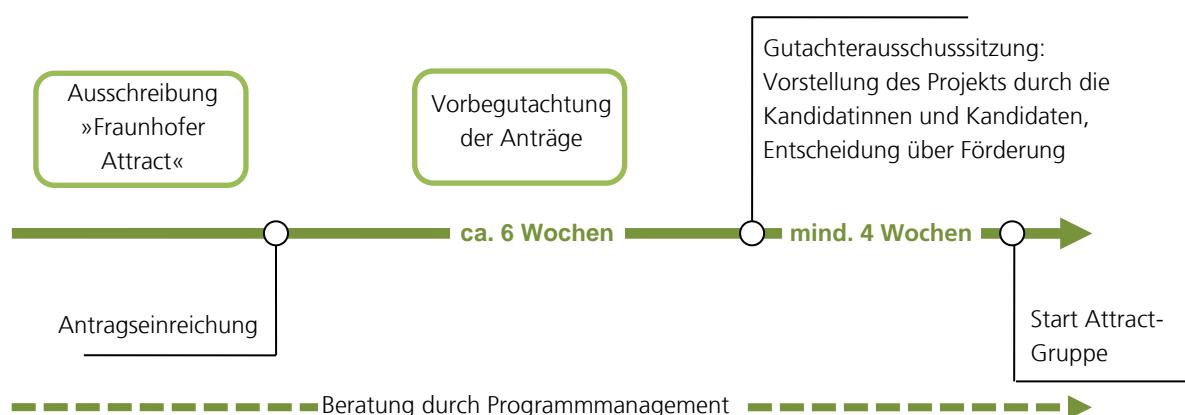 Ausschreibung
»Fraunhofer
Attract«
Vorbegutachtung
der Anträge
Gutachterausschusssitzung:
Vorstellung des Projekts durch die
Kandidatinnen und Kandidaten,
Entscheidung über Förderung
ca. 6 Wochen
mind. 4 Wochen
Antragseinreichung
Start Attract-
Gruppe
Beratung durch Programmmanagement